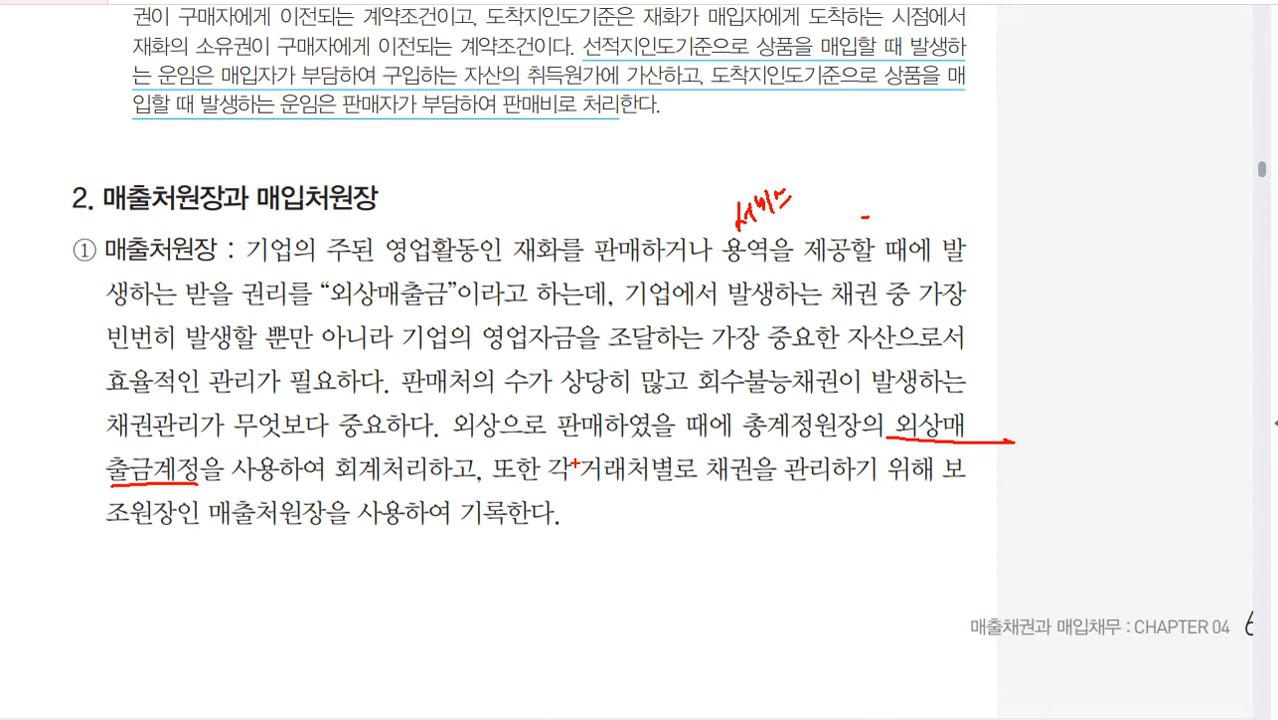 권이 구매자에게 이전되는 계약조건이고, 도착지인도기준은 재화가 매입자에게 도착하는 시점에서
재화의 소유권이 구매자에게 이전되는 계약조건이다. 선적지인도기준으로 상품을 매입할 때 발생하
는 운임은 매입자가 부담하여 구입하는 자산의 취득원가에 가산하고, 도착지인도기준으로 상품을 매
입할 때 발생하는 운임은 판매자가 부담하여 판매비로 처리한다.
2. 매출처원장과 매입처원장
서비스
① 매출처원장 : 기업의 주된 영업활동인 재화를 판매하거나 용역을 제공할 때에 발
생하는 받을 권리를 “외상매출금”이라고 하는데, 기업에서 발생하는 채권 중 가장
빈번히 발생할 뿐만 아니라 기업의 영업자금을 조달하는 가장 중요한 자산으로서
효율적인 관리가 필요하다. 판매처의 수가 상당히 많고 회수불능채권이 발생하는
채권관리가 무엇보다 중요하다. 외상으로 판매하였을 때에 총계정원장의 외상매
출금계정을 사용하여 회계처리하고, 또한 각 거래처별로 채권을 관리하기 위해 보
조원장인 매출처원장을 사용하여 기록한다.
매출채권과 매입채무 : CHAPTER 04